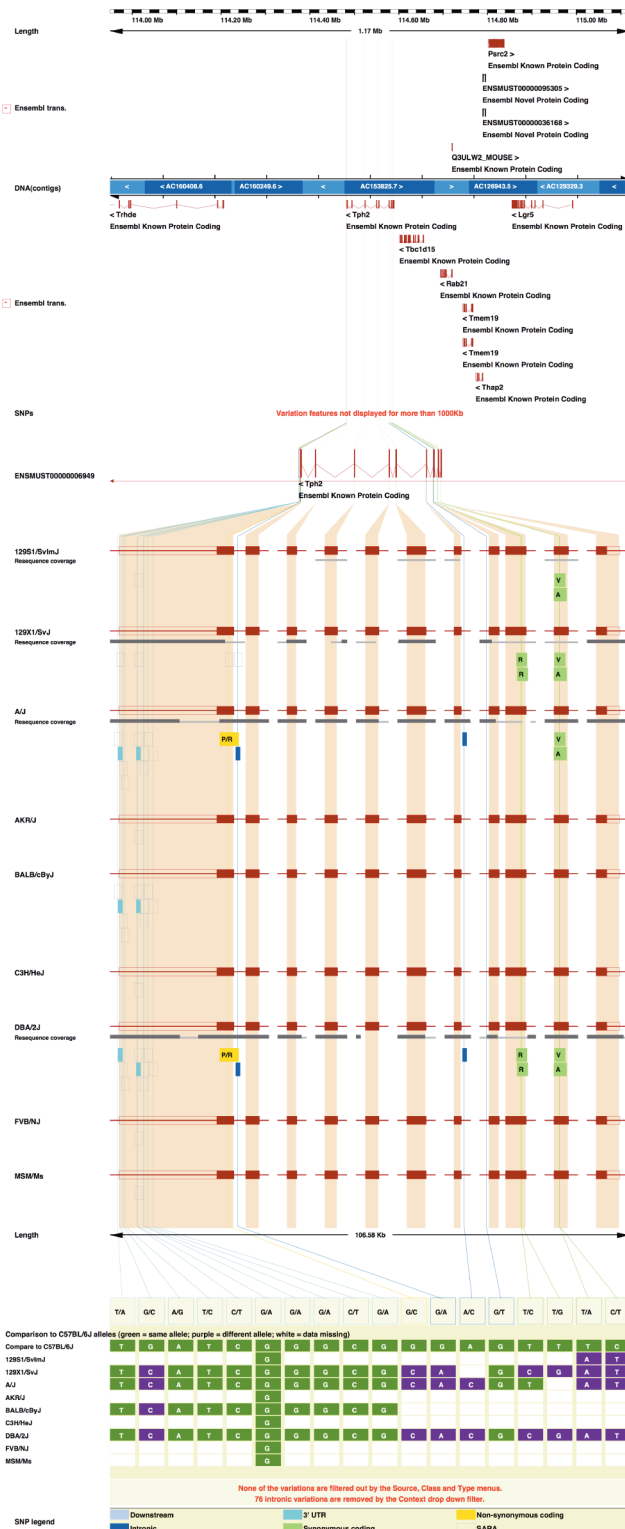 114.00 Mb 114.20 Mb 114.40 Mb 114.60 Mb 114.80 Mb 115.00 Mb
Length 1.17 Mb
Psrc2 >
Ensembl Known Protein Coding
ENSMUST00000095305 >
Ensembl Novel Protein Coding
Ensembl trans.
ENSMUST00000036168 >
Ensembl Novel Protein Coding
Q3ULW2_MOUSE >
Ensembl Known Protein Coding
DNA(contigs) < < AC160408.6 AC160249.6 > < AC153825.7 > > AC126943.5 > < AC129329.3 <
< Trhde < Tph2 < Lgr5
Ensembl Known Protein Coding Ensembl Known Protein Coding Ensembl Known Protein Coding
< Tbc1d15
Ensembl Known Protein Coding
< Rab21
Ensembl Known Protein Coding
Ensembl trans.
< Tmem19
Ensembl Known Protein Coding
< Tmem19
Ensembl Known Protein Coding
< Thap2
Ensembl Known Protein Coding
SNPs Variation features not displayed for more than 1000Kb
ENSMUST00000006949
< Tph2
Ensembl Known Protein Coding
129S1/SvImJ
Resequence coverage
V
A
129X1/SvJ
Resequence coverage
R V
R A
A/J
Resequence coverage
P/R V
A
AKR/J
BALB/cByJ
C3H/HeJ
DBA/2J
Resequence coverage
P/R R V
R A
FVB/NJ
MSM/Ms
Length 106.58 Kb
T/A G/C A/G T/C C/T G/A G/A G/A C/T G/A G/C G/A A/C G/T T/C T/G T/A C/T
Comparison to C57BL/6J alleles (green = same allele; purple = different allele; white = data missing)
Compare to C57BL/6J T G A T C G G G C G G G A G T T T C
129S1/SvImJ G A T
129X1/SvJ T C A T C G G G C G C A G C G A T
A/J T C A T C G G G C G C A C G T A T
AKR/J G
BALB/cByJ T C A T C G G G C G
C3H/HeJ G
DBA/2J T C A T C G G G C G C A C G C G A T
FVB/NJ G
MSM/Ms G
None of the variations are filtered out by the Source, Class and Type menus.
76 intronic variations are removed by the Context drop down filter.
SNP legend Downstream 3' UTR Non-synonymous coding
Intronic Synonymous coding SARA